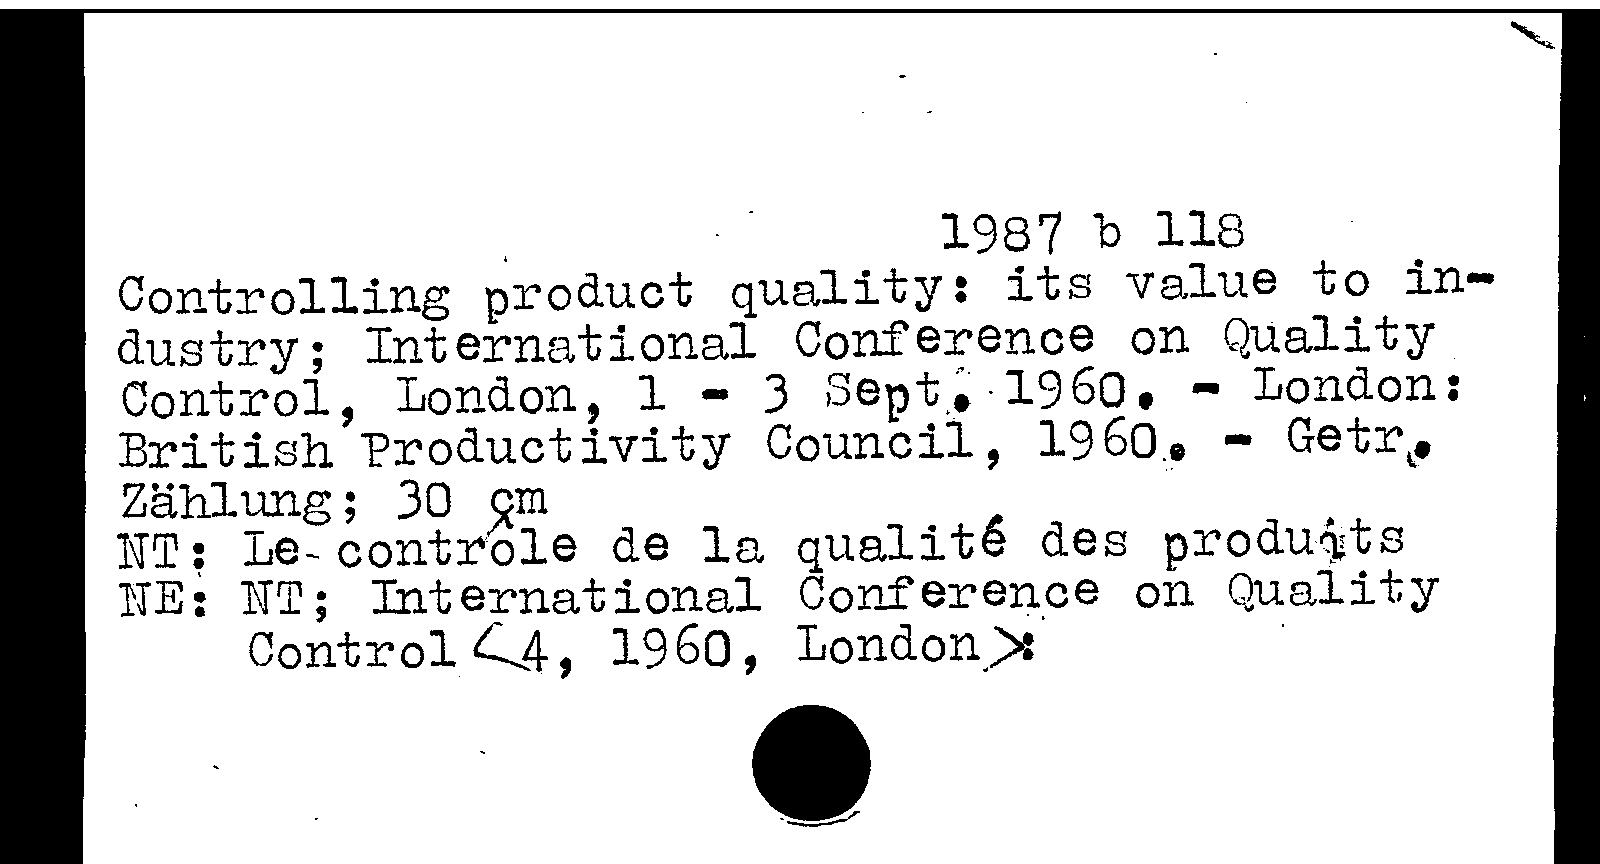 1987 b 118
Controlling product quality: its value to in-
dustry; International Conference on Quality
Control, London, 1 - 3 Sept. 1960. - London:
British Productivity Council, 1960. - Getr.
Zählung; 30 cm
NT: Le contrôle de la qualité des produits
NE: NT; International Conference on Quality
Control <4, 1960, London>: